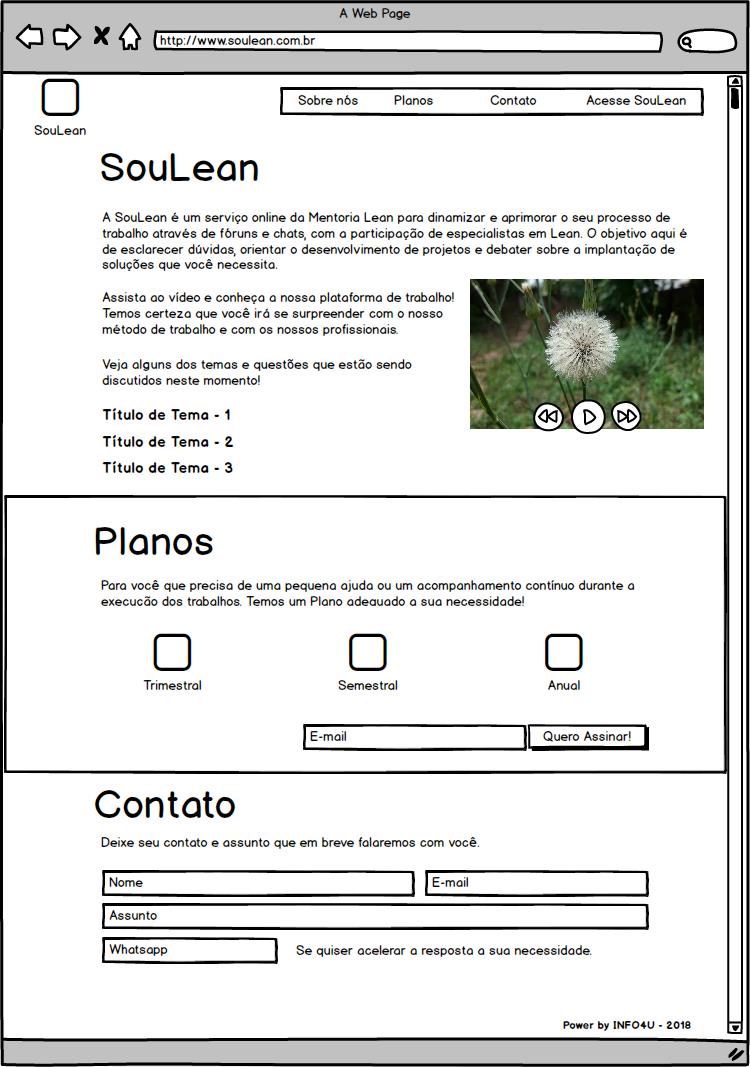 A Web Page
http://www.soulean.com.br
SouLean
Sobre nós Planos Contato Acesse SouLean
SouLean
A SouLean é um serviço online da Mentoria Lean para dinamizar e aprimorar o seu processo de
trabalho através de fóruns e chats, com a participação de especialistas em Lean. O objetivo aqui é
de esclarecer dúvidas, orientar o desenvolvimento de projetos e debater sobre a implantação de
soluções que você necessita.
Assista ao vídeo e conheça a nossa plataforma de trabalho!
Temos certeza que você irá se surpreender com o nosso
método de trabalho e com os nossos profissionais.
Veja alguns dos temas e questões que estão sendo
discutidos neste momento!
Título de Tema - 1
Título de Tema - 2
Título de Tema - 3
Planos
Para você que precisa de uma pequena ajuda ou um acompanhamento contínuo durante a
execução dos trabalhos. Temos um Plano adequado a sua necessidade!
Trimestral Semestral Anual
E-mail Quero Assinar!
Contato
Deixe seu contato e assunto que em breve falaremos com você.
Nome E-mail
Assunto
Whatsapp Se quiser acelerar a resposta a sua necessidade.
Power by INFO4U - 2018